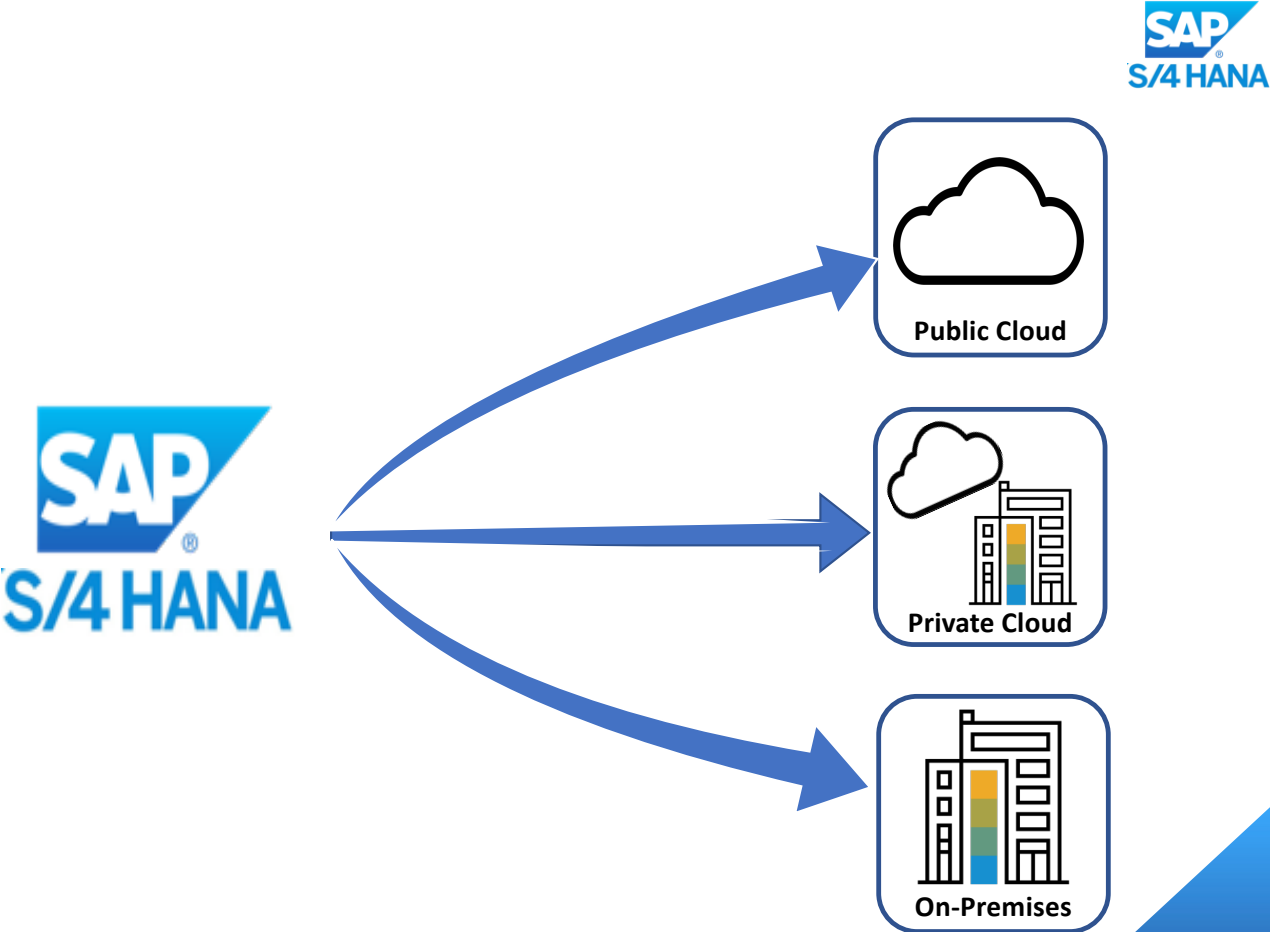 SAP
®
S/4 HANA
Public Cloud
SAP
®
S/4 HANA
Private Cloud
On-Premises